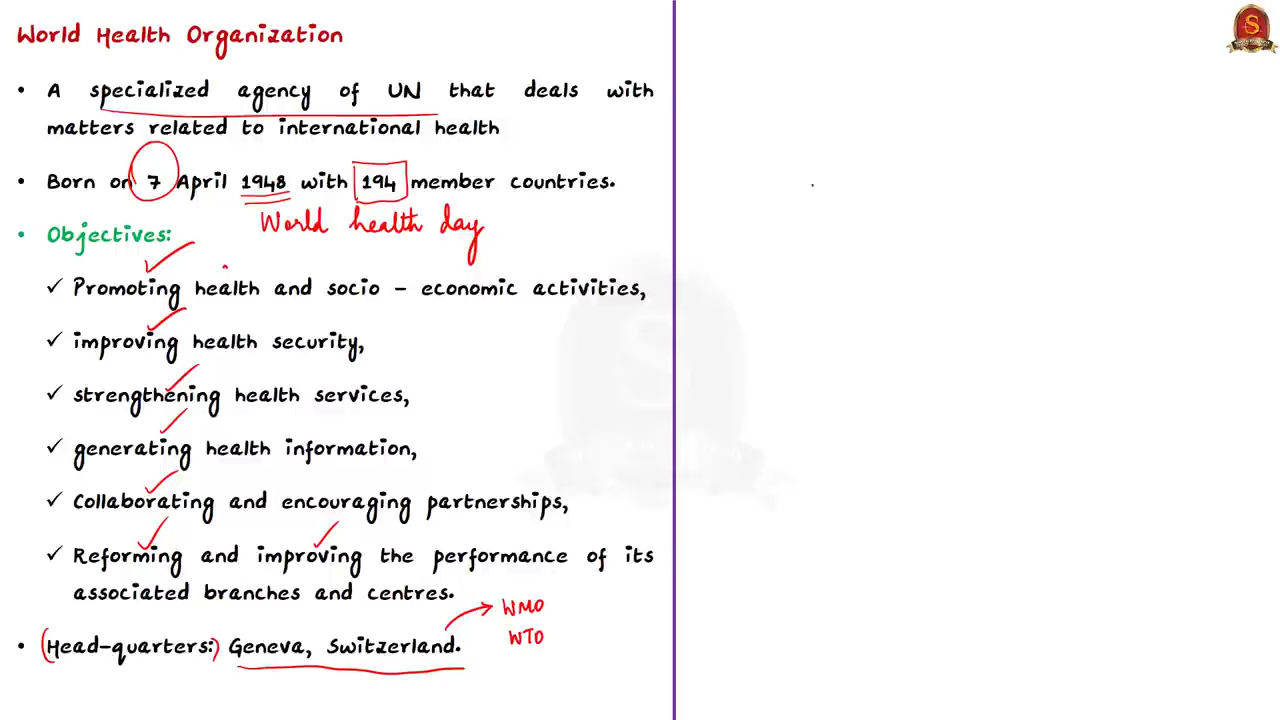 World Health Organization
• A specialized agency of UN that deals with
matters related to international health
• Born on 7 April 1948 with 194 member countries.
World health day
• Objectives:
✓ Promoting health and socio – economic activities,
✓ improving health security,
✓ strengthening health services,
✓ generating health information,
✓ Collaborating and encouraging partnerships,
✓ Reforming and improving the performance of its
associated branches and centres.
WMO
WTO
• (Head-quarters:) Geneva, Switzerland.
S